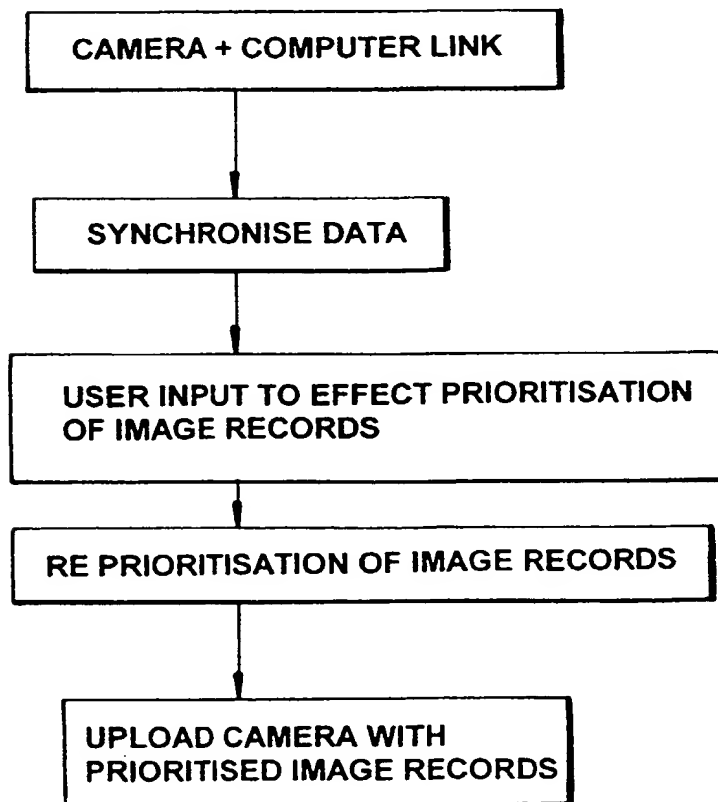 CAMERA + COMPUTER LINK
SYNCHRONISE DATA
USER INPUT TO EFFECT PRIORITISATION
OF IMAGE RECORDS
RE PRIORITISATION OF IMAGE RECORDS
UPLOAD CAMERA WITH
PRIORITISED IMAGE RECORDS